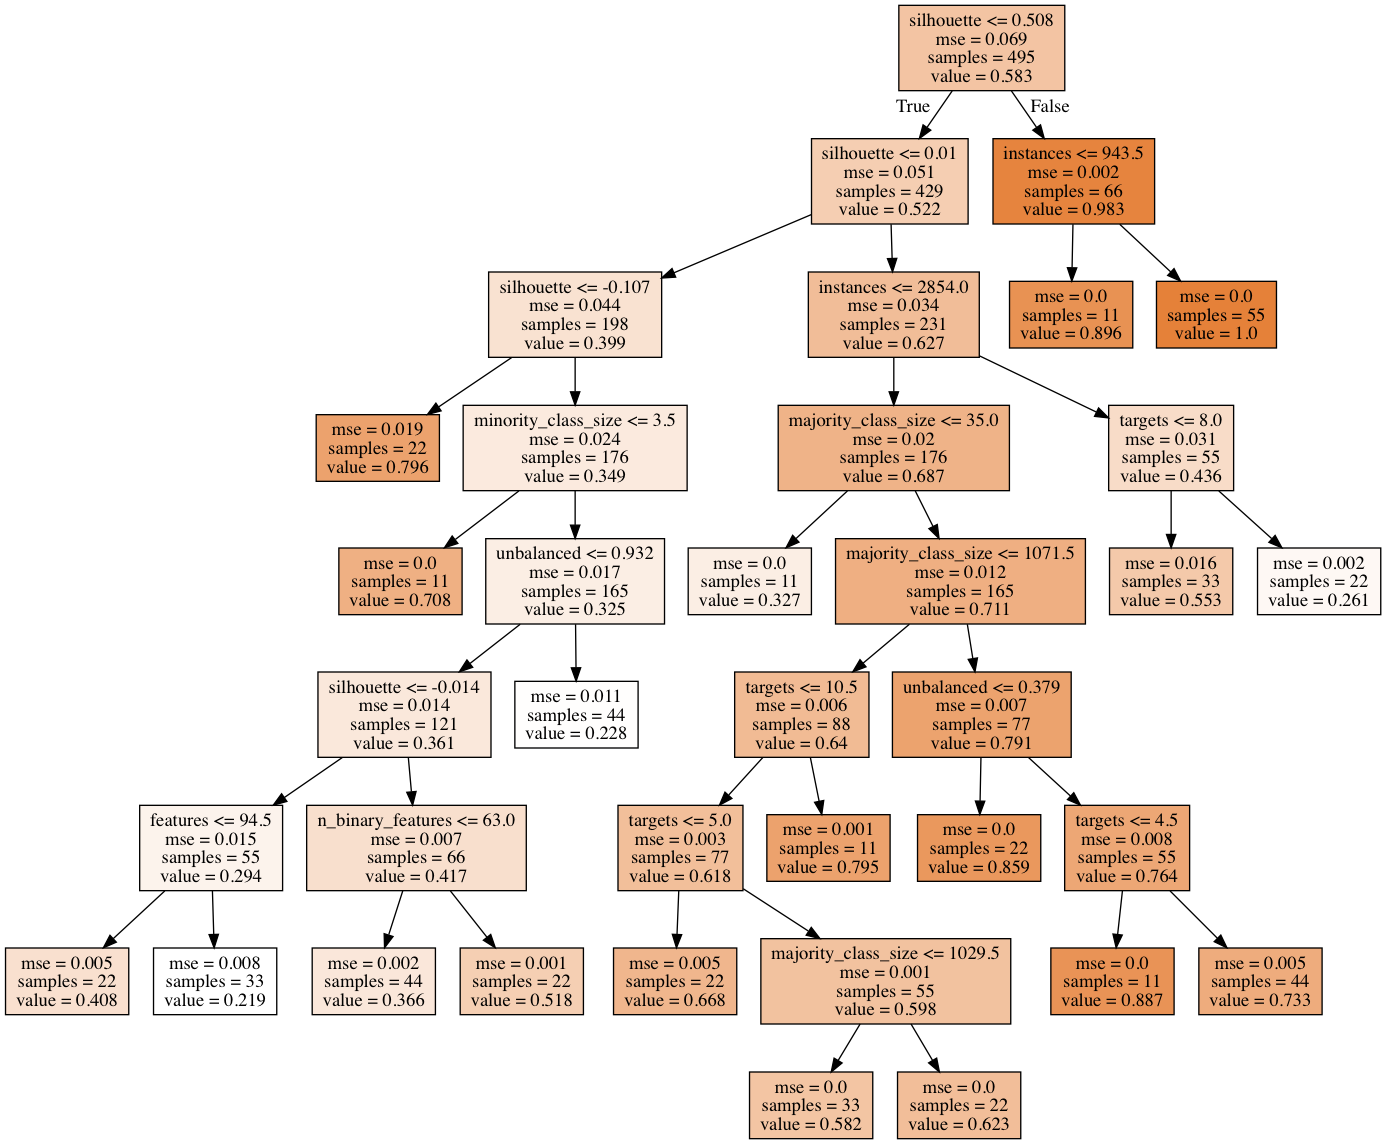 silhouette <= 0.508
mse = 0.069
samples = 495
value = 0.583
True
False
silhouette <= 0.01
mse = 0.051
samples = 429
value = 0.522
instances <= 943.5
mse = 0.002
samples = 66
value = 0.983
silhouette <= -0.107
mse = 0.044
samples = 198
value = 0.399
instances <= 2854.0
mse = 0.034
samples = 231
value = 0.627
mse = 0.0
samples = 11
value = 0.896
mse = 0.0
samples = 55
value = 1.0
mse = 0.019
samples = 22
value = 0.796
minority_class_size <= 3.5
mse = 0.024
samples = 176
value = 0.349
majority_class_size <= 35.0
mse = 0.02
samples = 176
value = 0.687
targets <= 8.0
mse = 0.031
samples = 55
value = 0.436
mse = 0.0
samples = 11
value = 0.708
unbalanced <= 0.932
mse = 0.017
samples = 165
value = 0.325
mse = 0.0
samples = 11
value = 0.327
majority_class_size <= 1071.5
mse = 0.012
samples = 165
value = 0.711
mse = 0.016
samples = 33
value = 0.553
mse = 0.002
samples = 22
value = 0.261
silhouette <= -0.014
mse = 0.014
samples = 121
value = 0.361
mse = 0.011
samples = 44
value = 0.228
targets <= 10.5
mse = 0.006
samples = 88
value = 0.64
unbalanced <= 0.379
mse = 0.007
samples = 77
value = 0.791
features <= 94.5
mse = 0.015
samples = 55
value = 0.294
n_binary_features <= 63.0
mse = 0.007
samples = 66
value = 0.417
targets <= 5.0
mse = 0.003
samples = 77
value = 0.618
mse = 0.001
samples = 11
value = 0.795
mse = 0.0
samples = 22
value = 0.859
targets <= 4.5
mse = 0.008
samples = 55
value = 0.764
mse = 0.005
samples = 22
value = 0.408
mse = 0.008
samples = 33
value = 0.219
mse = 0.002
samples = 44
value = 0.366
mse = 0.001
samples = 22
value = 0.518
mse = 0.005
samples = 22
value = 0.668
majority_class_size <= 1029.5
mse = 0.001
samples = 55
value = 0.598
mse = 0.0
samples = 11
value = 0.887
mse = 0.005
samples = 44
value = 0.733
mse = 0.0
samples = 33
value = 0.582
mse = 0.0
samples = 22
value = 0.623